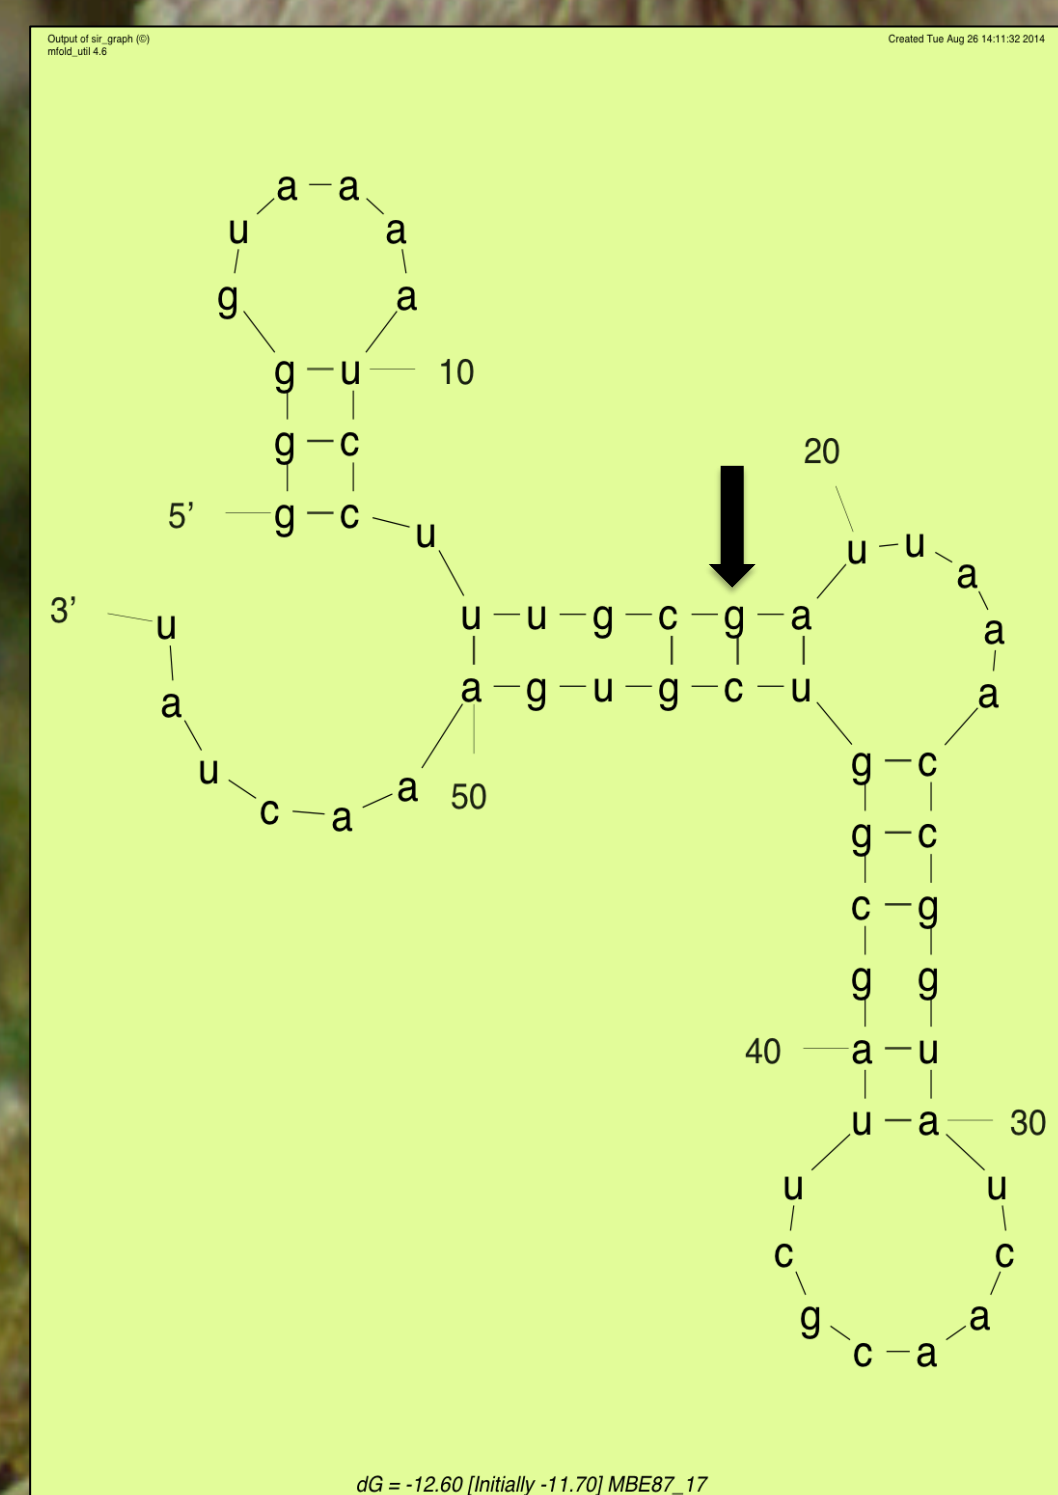 Output of sir_graph (©)
mfold_util 4.6
Created Tue Aug 26 14:11:32 2014
a a
u a
g a
g u 10
20
g c
5' g c u
u u
a
3' u
u u g c g a
a
a g u g c u
a
a
g c
u
a 50
c a
g c
c g
g g
40 a u
u a 30
u u
c c
g a
c a
dG = -12.60 [Initially -11.70] MBE87_17